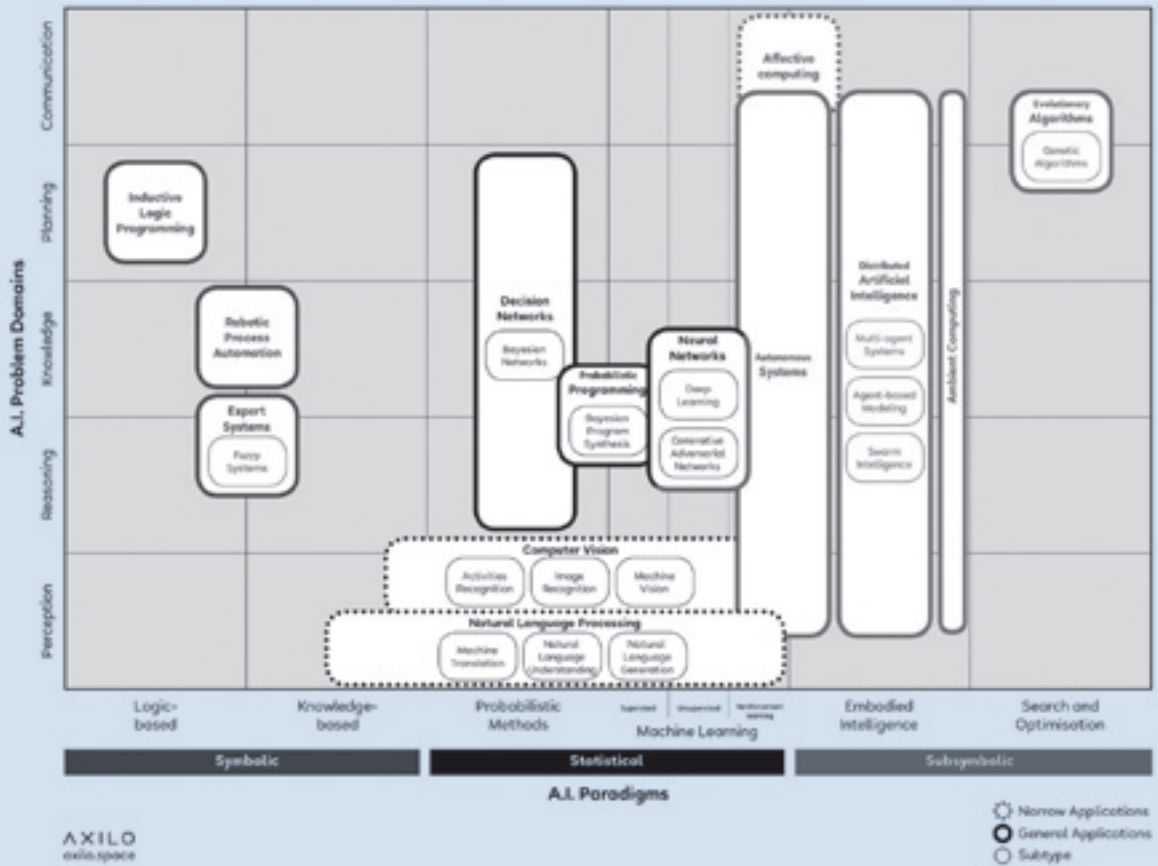 Communication
Planning
Knowledge
Reasoning
Perception
A.I. Problem Domains
Affective
computing
Evolutionary
Algorithms
Genetic
Algorithms
Inductive
Logic
Programming
Robotic
Process
Automation
Expert
Systems
Fuzzy
Systems
Decision
Networks
Bayesian
Networks
Probabilistic
Programming
Bayesian
Program
Synthesis
Neural
Networks
Deep
Learning
Generative
Adversarial
Networks
Autonomous
Systems
Distributed
Artificial
Intelligence
Multi-agent
Systems
Agent-based
Modeling
Swarm
Intelligence
Ambient Computing
Computer Vision
Activities
Recognition
Image
Recognition
Machine
Vision
Natural Language Processing
Machine
Translation
Natural
Language
Understanding
Natural
Language
Generation
Logic-
based
Knowledge-
based
Probabilistic
Methods
Supervised
Unsupervised
Reinforcement
learning
Machine Learning
Embodied
Intelligence
Search and
Optimisation
Symbolic
Statistical
Subsymbolic
A.I. Paradigms
AXILO
axilo.space
Narrow Applications
General Applications
Subtype